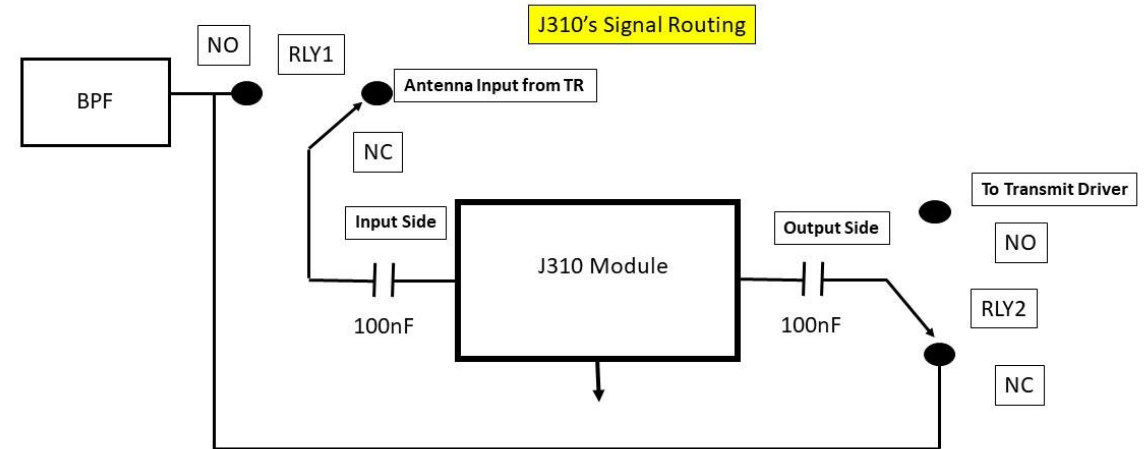 J310's Signal Routing
NO
RLY1
BPF
Antenna Input from TR
NC
To Transmit Driver
Input Side
Output Side
NO
J310 Module
RLY2
100nF
100nF
NC